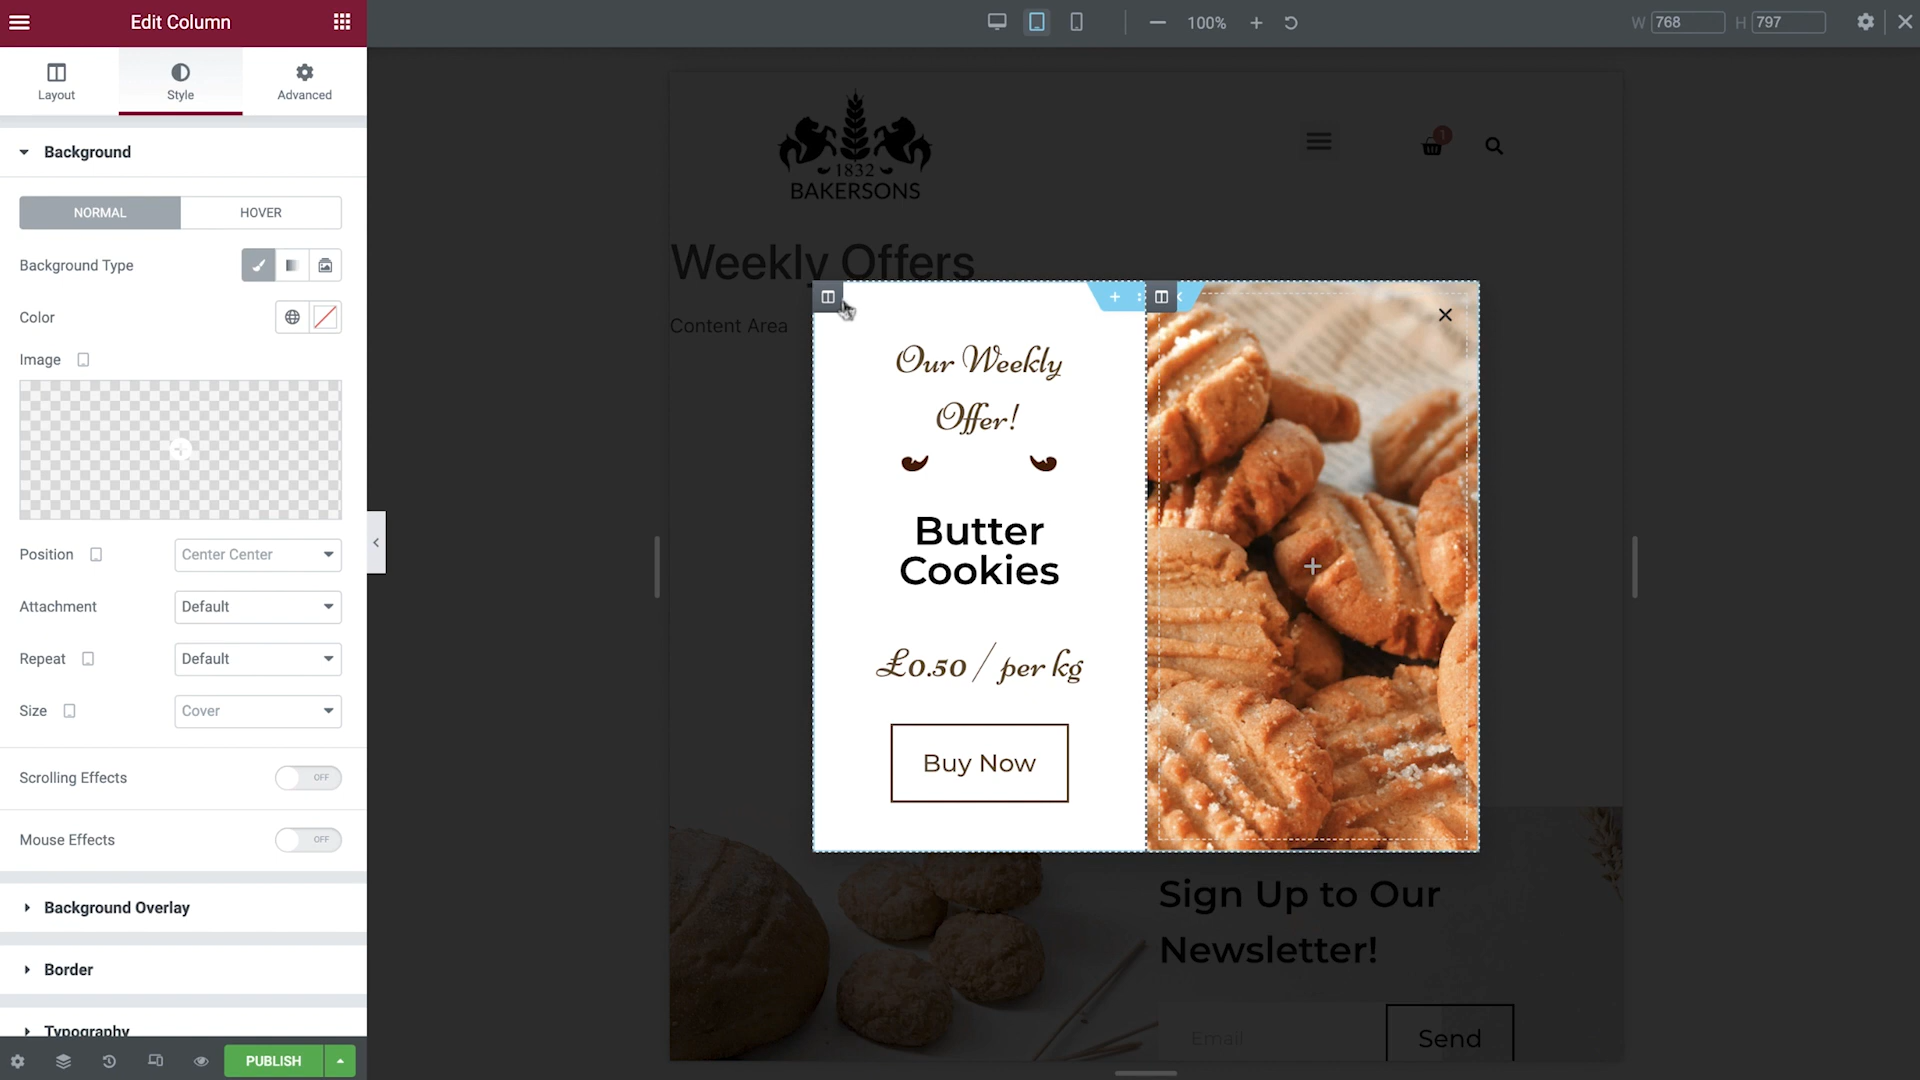 Edit Column
100%
W 768 H 797
Layout
Style
Advanced
Background
NORMAL
HOVER
Background Type
Color
Image
Position
Center Center
Attachment
Default
Repeat
Default
Size
Cover
Scrolling Effects
OFF
Mouse Effects
OFF
Background Overlay
Border
Typography
PUBLISH
1832
BAKERSONS
1
Weekly Offers
Content Area
Our Weekly
Offer!
Butter
Cookies
£0.50 / per kg
Buy Now
Sign Up to Our
Newsletter!
Email
Send